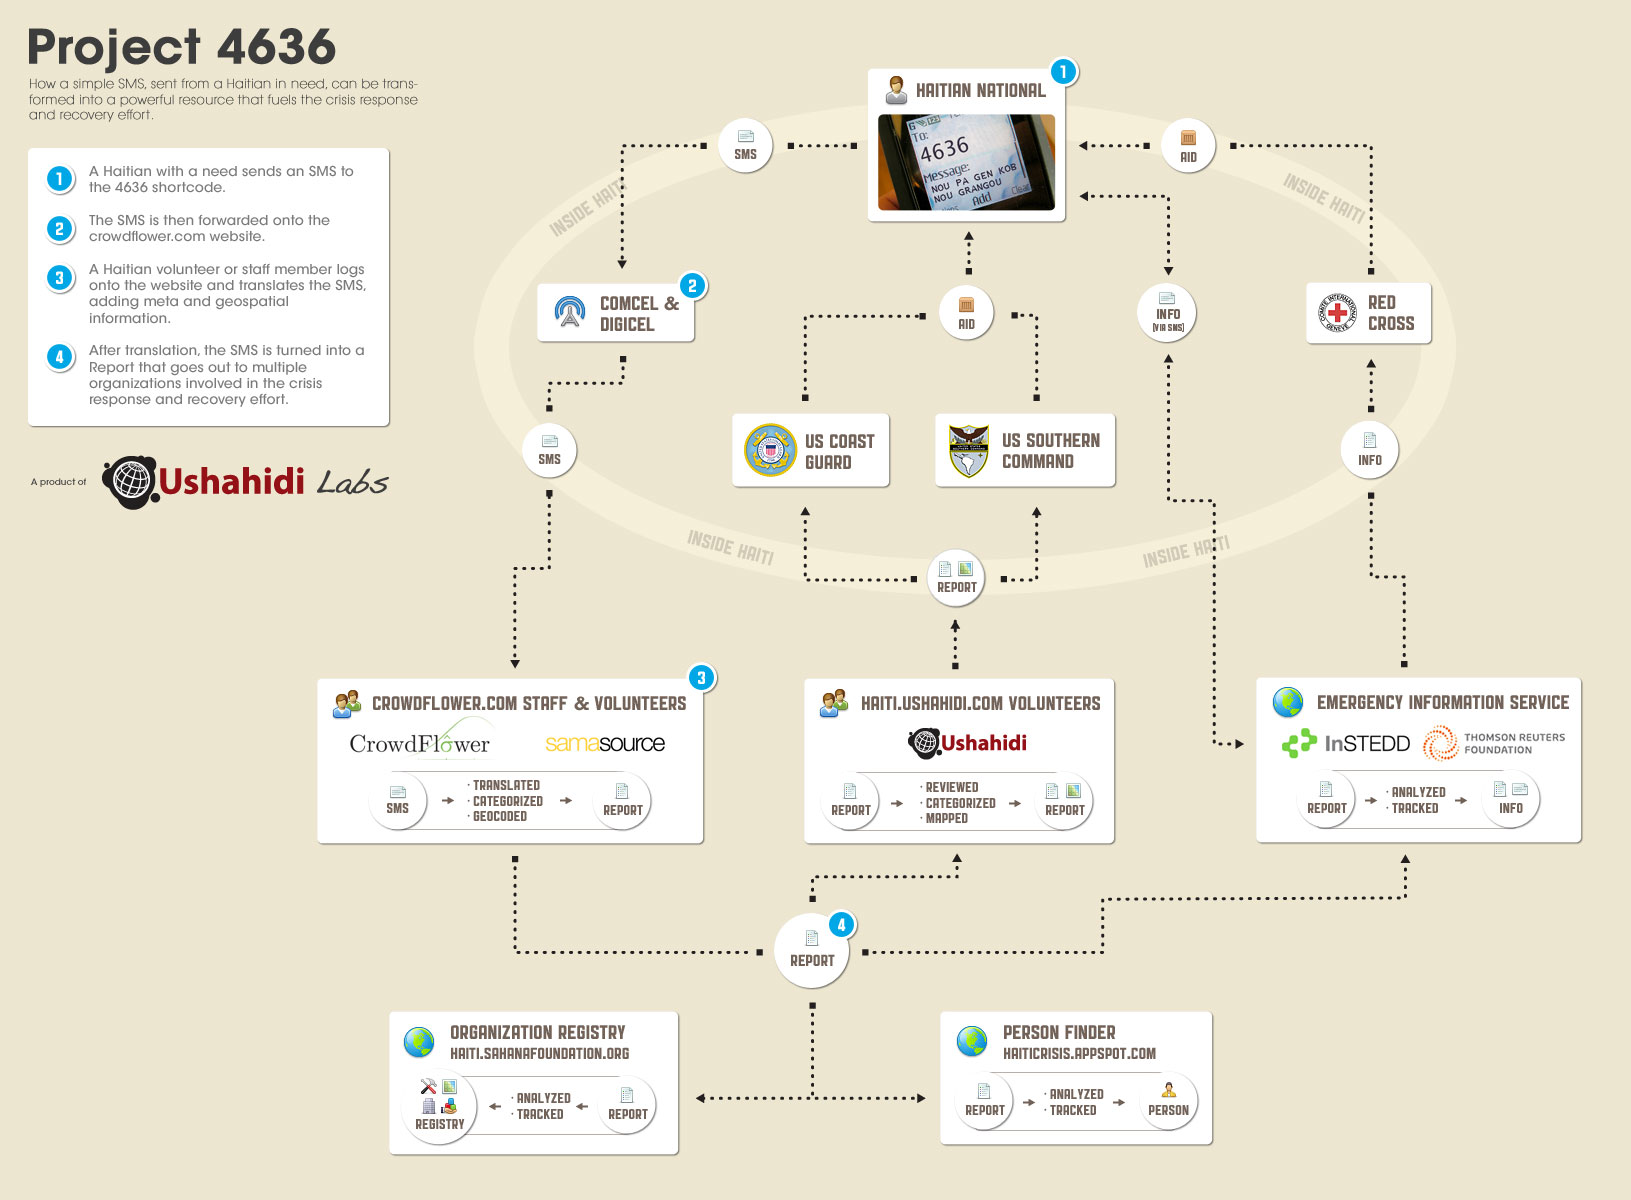 Project 4636
How a simple SMS, sent from a Haitian in need, can be trans-
formed into a powerful resource that fuels the crisis response
and recovery effort.
1
A Haitian with a need sends an SMS to
the 4636 shortcode.
2
The SMS is then forwarded onto the
crowdflower.com website.
3
A Haitian volunteer or staff member logs
onto the website and translates the SMS,
adding meta and geospatial
information.
4
After translation, the SMS is turned into a
Report that goes out to multiple
organizations involved in the crisis
response and recovery effort.
A product of
Ushahidi Labs
1
HAITIAN NATIONAL
To:
4636
Message:
NOU PA GEN KOB
NOU GRANGOU
Add
Clear
SMS
AID
INSIDE HAITI
INSIDE HAITI
2
COMCEL &
DIGICEL
AID
INFO
[VIA SMS]
COMITE INTERNATIONAL
GENEVE
RED
CROSS
SMS
US COAST
GUARD
US SOUTHERN
COMMAND
INFO
INSIDE HAITI
INSIDE HAITI
REPORT
3
CROWDFLOWER.COM STAFF & VOLUNTEERS
CrowdFlower
samasource
SMS
· TRANSLATED
· CATEGORIZED
· GEOCODED
REPORT
HAITI.USHAHIDI.COM VOLUNTEERS
Ushahidi
REPORT
· REVIEWED
· CATEGORIZED
· MAPPED
REPORT
EMERGENCY INFORMATION SERVICE
InSTEDD
THOMSON REUTERS
FOUNDATION
REPORT
· ANALYZED
· TRACKED
INFO
4
REPORT
ORGANIZATION REGISTRY
HAITI.SAHANAFOUNDATION.ORG
REGISTRY
· ANALYZED
· TRACKED
REPORT
PERSON FINDER
HAITICRISIS.APPSPOT.COM
REPORT
· ANALYZED
· TRACKED
PERSON